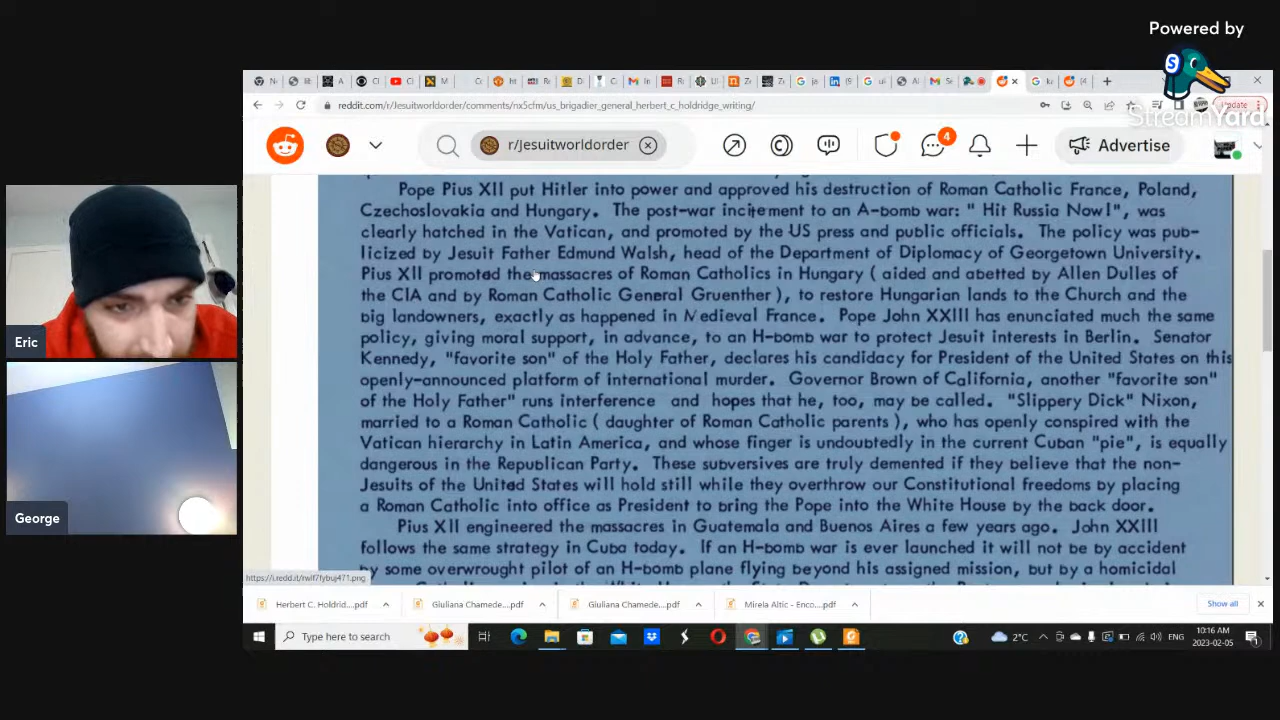 Powered by
StreamYard
reddit.com/r/Jesuitworldorder/comments/nx5cfm/us_brigadier_general_herbert_c_holdridge_writing/
Update
r/Jesuitworldorder
4
Advertise
Pope Pius XII put Hitler into power and approved his destruction of Roman Catholic France, Poland,
Czechoslovakia and Hungary. The post-war incitement to an A-bomb war: " Hit Russia Now!", was
clearly hatched in the Vatican, and promoted by the US press and public officials. The policy was pub-
licized by Jesuit Father Edmund Walsh, head of the Department of Diplomacy of Georgetown University.
Pius XII promoted the massacres of Roman Catholics in Hungary ( aided and abetted by Allen Dulles of
the CIA and by Roman Catholic General Gruenther ), to restore Hungarian lands to the Church and the
big landowners, exactly as happened in Medieval France. Pope John XXIII has enunciated much the same
policy, giving moral support, in advance, to an H-bomb war to protect Jesuit interests in Berlin. Senator
Kennedy, "favorite son" of the Holy Father, declares his candidacy for President of the United States on this
openly-announced platform of international murder. Governor Brown of California, another "favorite son"
of the Holy Father" runs interference and hopes that he, too, may be called. "Slippery Dick" Nixon,
married to a Roman Catholic ( daughter of Roman Catholic parents ), who has openly conspired with the
Vatican hierarchy in Latin America, and whose finger is undoubtedly in the current Cuban "pie", is equally
dangerous in the Republican Party. These subversives are truly demented if they believe that the non-
Jesuits of the United States will hold still while they overthrow our Constitutional freedoms by placing
a Roman Catholic into office as President to bring the Pope into the White House by the back door.
Pius XII engineered the massacres in Guatemala and Buenos Aires a few years ago. John XXIII
follows the same strategy in Cuba today. If an H-bomb war is ever launched it will not be by accident
by some overwrought pilot of an H-bomb plane flying beyond his assigned mission, but by a homicidal
Eric
George
https://i.redd.it/rwlf7fybuj471.png
Herbert C. Holdrid....pdf
Giuliana Chamede....pdf
Giuliana Chamede....pdf
Mirela Altic - Enco....pdf
Show all
Type here to search
2°C
ENG
10:16 AM
2023-02-05